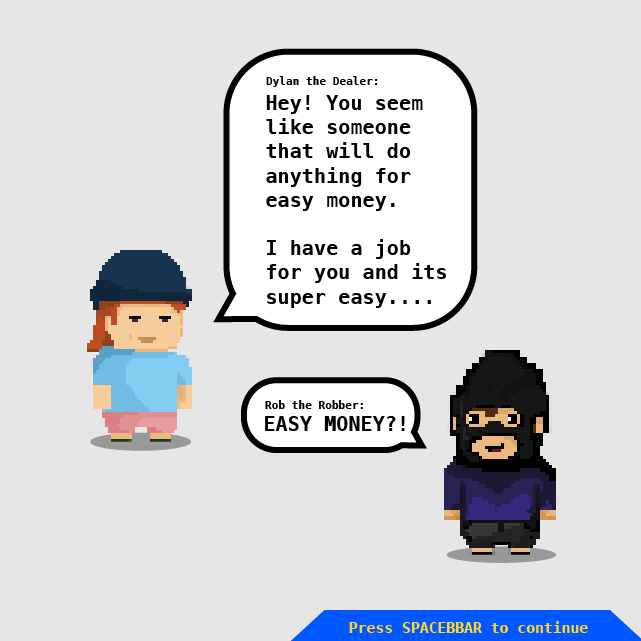 Dylan the Dealer:
Hey! You seem
like someone
that will do
anything for
easy money.
I have a job
for you and its
super easy....
Rob the Robber:
EASY MONEY?!
Press SPACEBBAR to continue